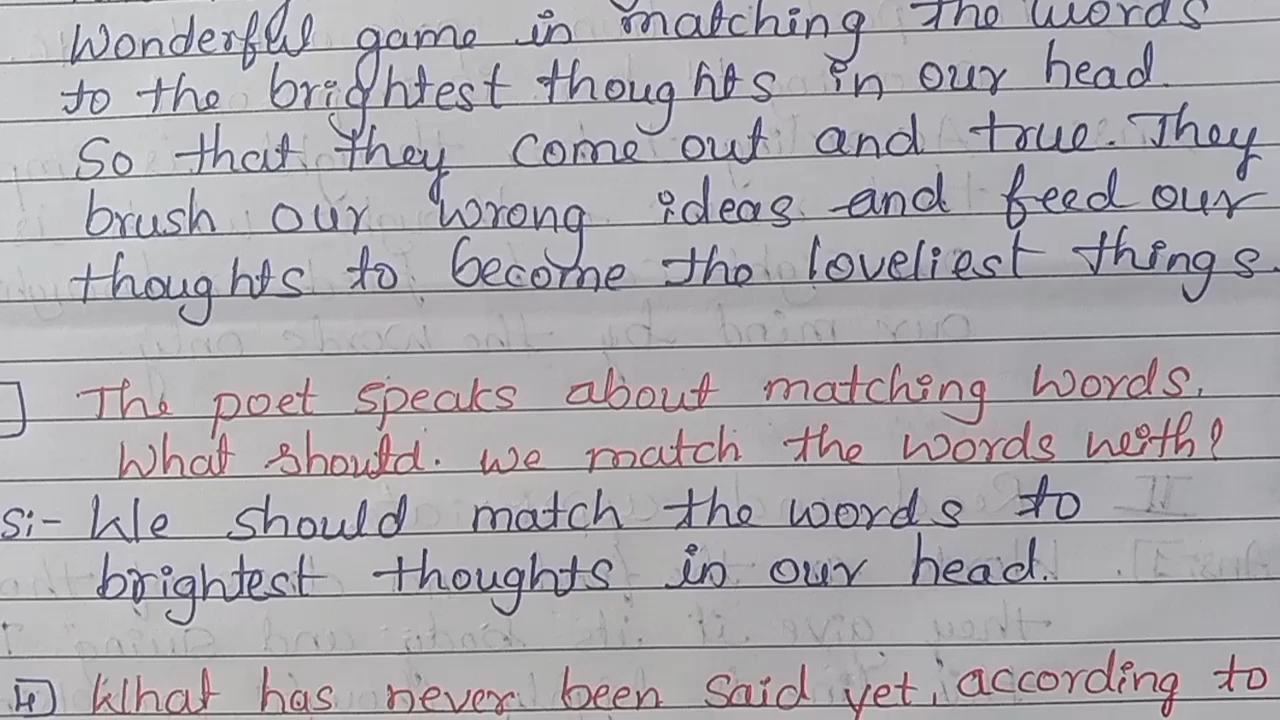 Wonderful game in matching the words
to the brightest thoughts in our head.
So that they come out and true. They
brush our wrong ideas and feed our
thoughts to become the loveliest things.
] The poet speaks about matching words.
What should. we match the words with?
s:- We should match the words to
brightest thoughts in our head.
4] What has never been said yet, according to